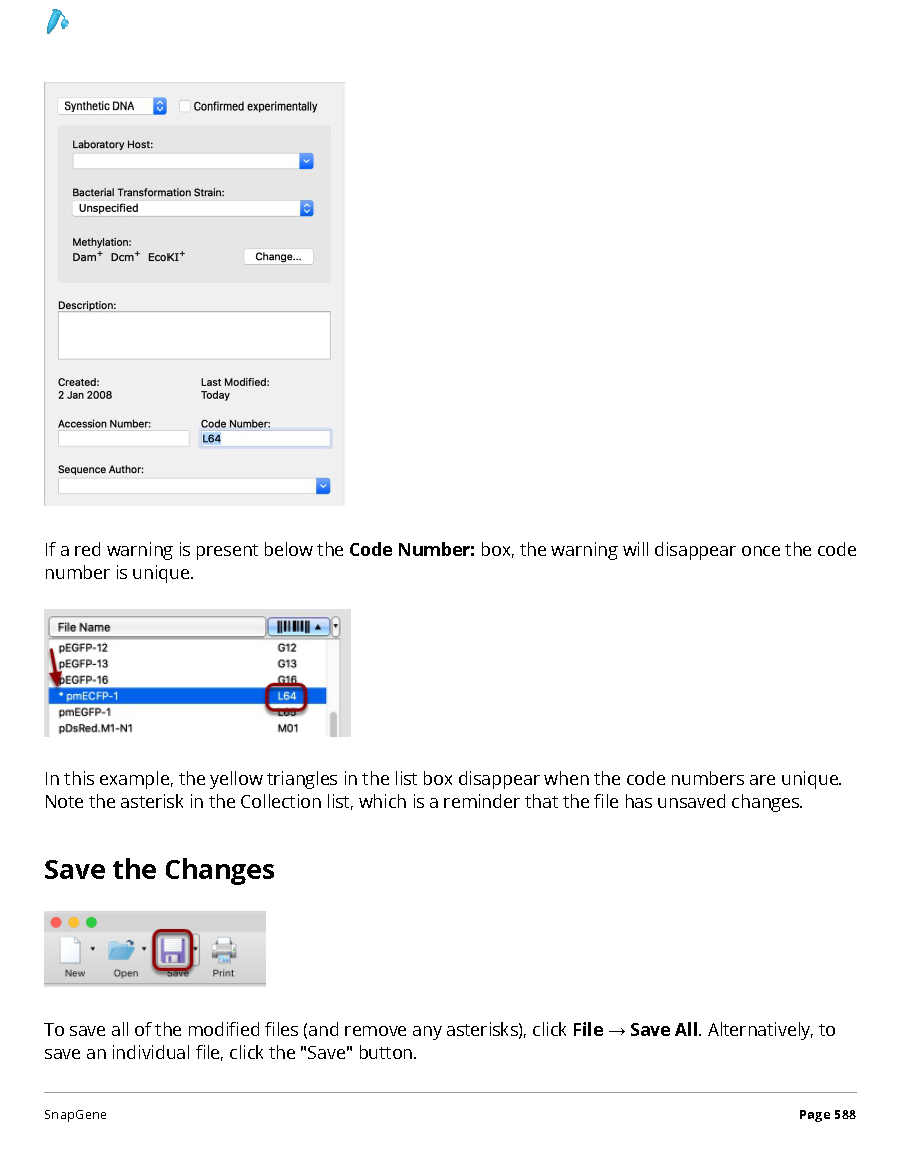 Synthetic DNA Confirmed experimentally
Laboratory Host:
Bacterial Transformation Strain:
Unspecified
Methylation:
Dam+ Dcm+ EcoKI+ Change...
Description:
Created: Last Modified:
2 Jan 2008 Today
Accession Number: Code Number:
L64
Sequence Author:
If a red warning is present below the Code Number: box, the warning will disappear once the code
number is unique.
File Name
pEGFP-12 G12
pEGFP-13 G13
pEGFP-16 G16
* pmECFP-1 L64
pmEGFP-1 L65
pDsRed.M1-N1 M01
In this example, the yellow triangles in the list box disappear when the code numbers are unique.
Note the asterisk in the Collection list, which is a reminder that the file has unsaved changes.
Save the Changes
New Open Save Print
To save all of the modified files (and remove any asterisks), click File → Save All. Alternatively, to
save an individual file, click the "Save" button.
SnapGene Page 588